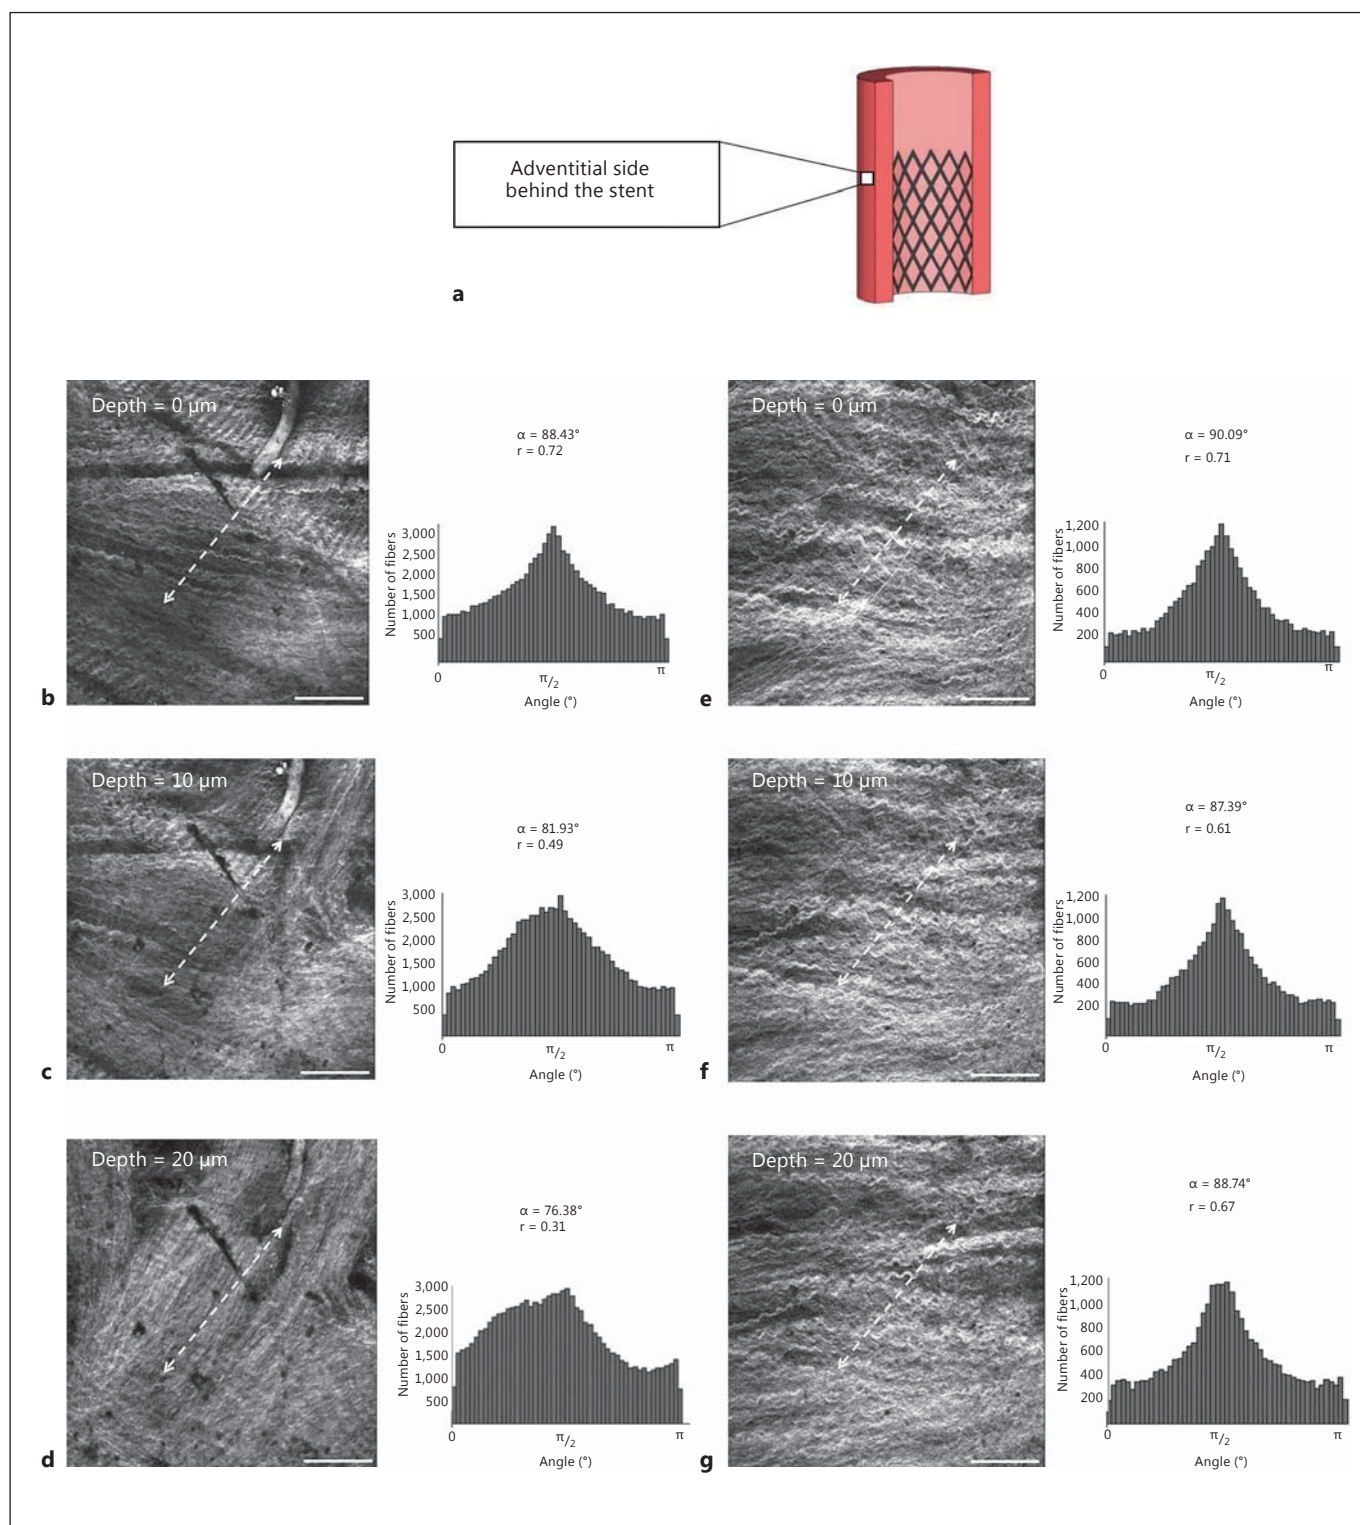 Adventitial side
behind the stent
a
Depth = 0 µm
α = 88.43°
r = 0.72
Number of fibers
3,000
2,500
2,000
1,500
1,000
500
0
π/2
π
Angle (°)
b
Depth = 0 µm
α = 90.09°
r = 0.71
Number of fibers
1,200
1,000
800
600
400
200
0
π/2
π
Angle (°)
e
Depth = 10 µm
α = 81.93°
r = 0.49
Number of fibers
3,000
2,500
2,000
1,500
1,000
500
0
π/2
π
Angle (°)
c
Depth = 10 µm
α = 87.39°
r = 0.61
Number of fibers
1,200
1,000
800
600
400
200
0
π/2
π
Angle (°)
f
Depth = 20 µm
α = 76.38°
r = 0.31
Number of fibers
3,000
2,500
2,000
1,500
1,000
500
0
π/2
π
Angle (°)
d
Depth = 20 µm
α = 88.74°
r = 0.67
Number of fibers
1,200
1,000
800
600
400
200
0
π/2
π
Angle (°)
g